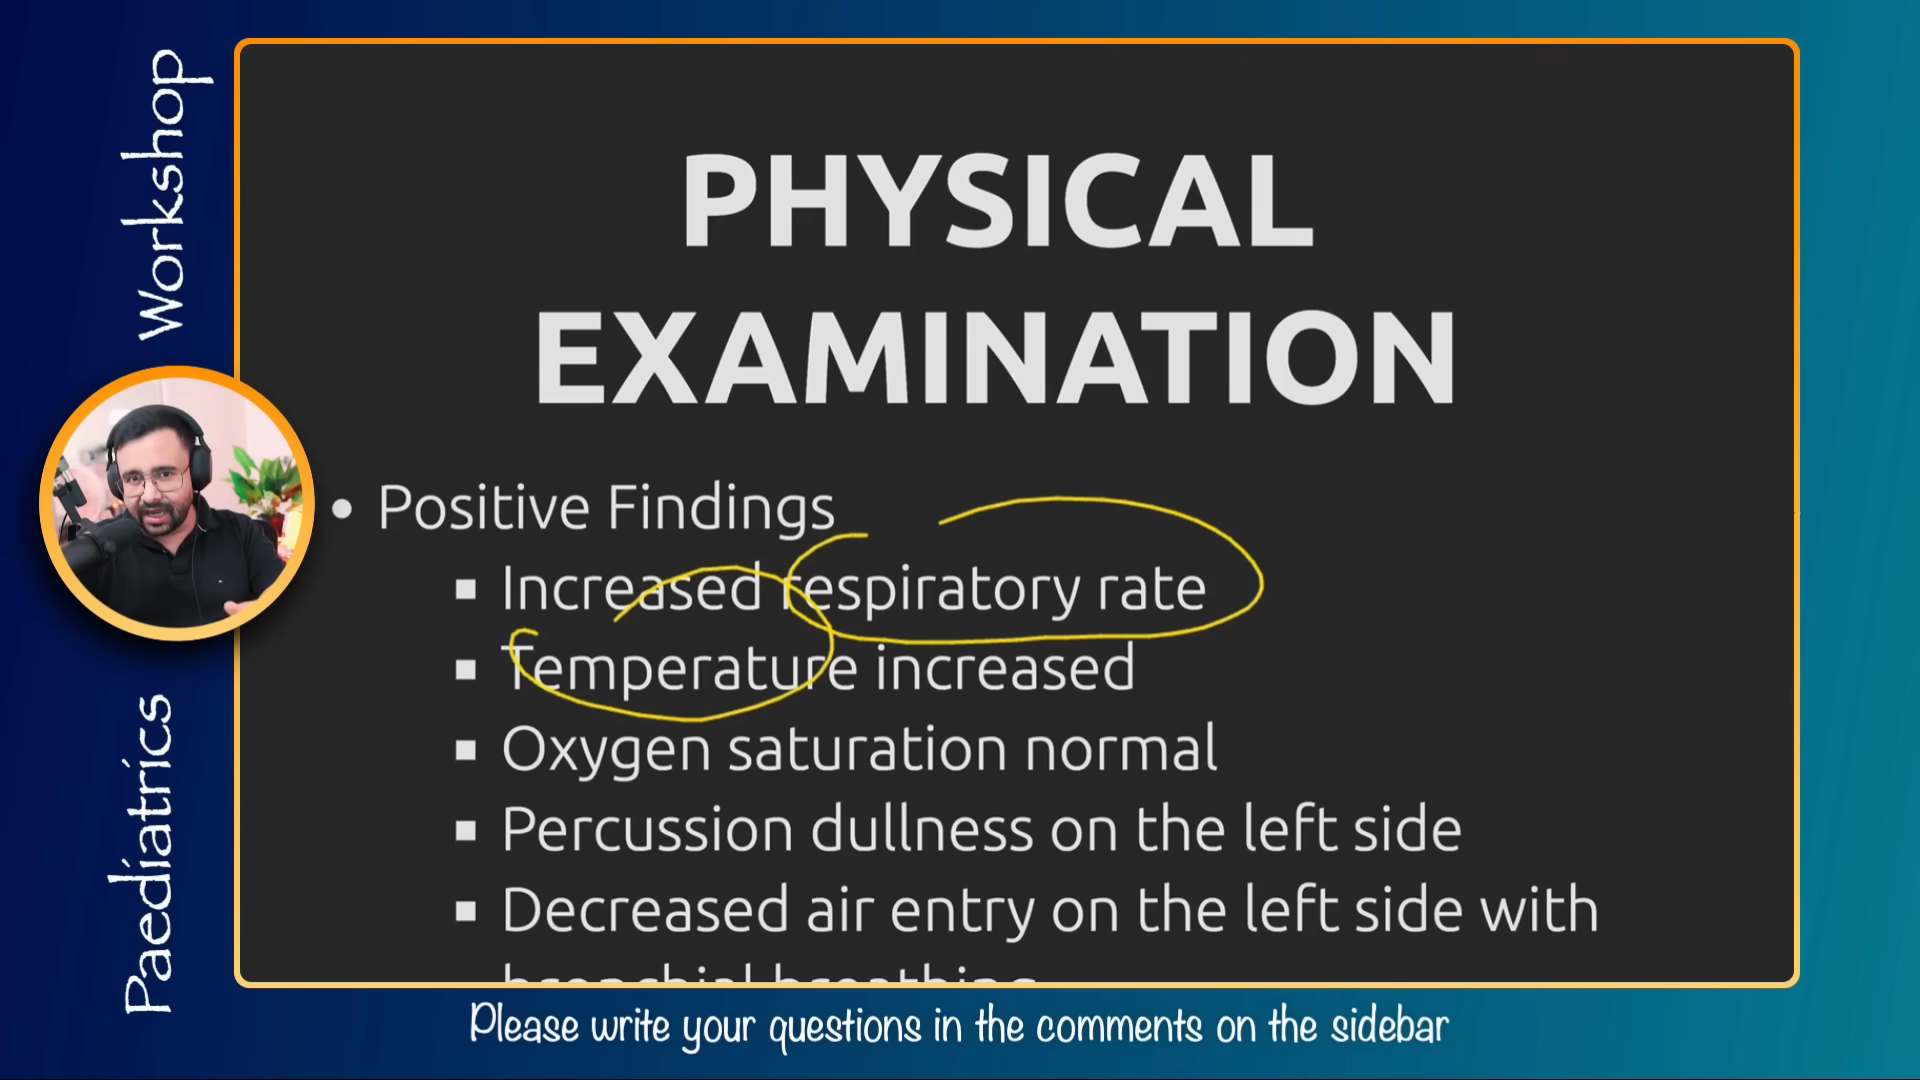 Paediatrics Workshop
PHYSICAL
EXAMINATION
• Positive Findings
▪ Increased respiratory rate
▪ Temperature increased
▪ Oxygen saturation normal
▪ Percussion dullness on the left side
▪ Decreased air entry on the left side with
bronchial breathing
Please write your questions in the comments on the sidebar